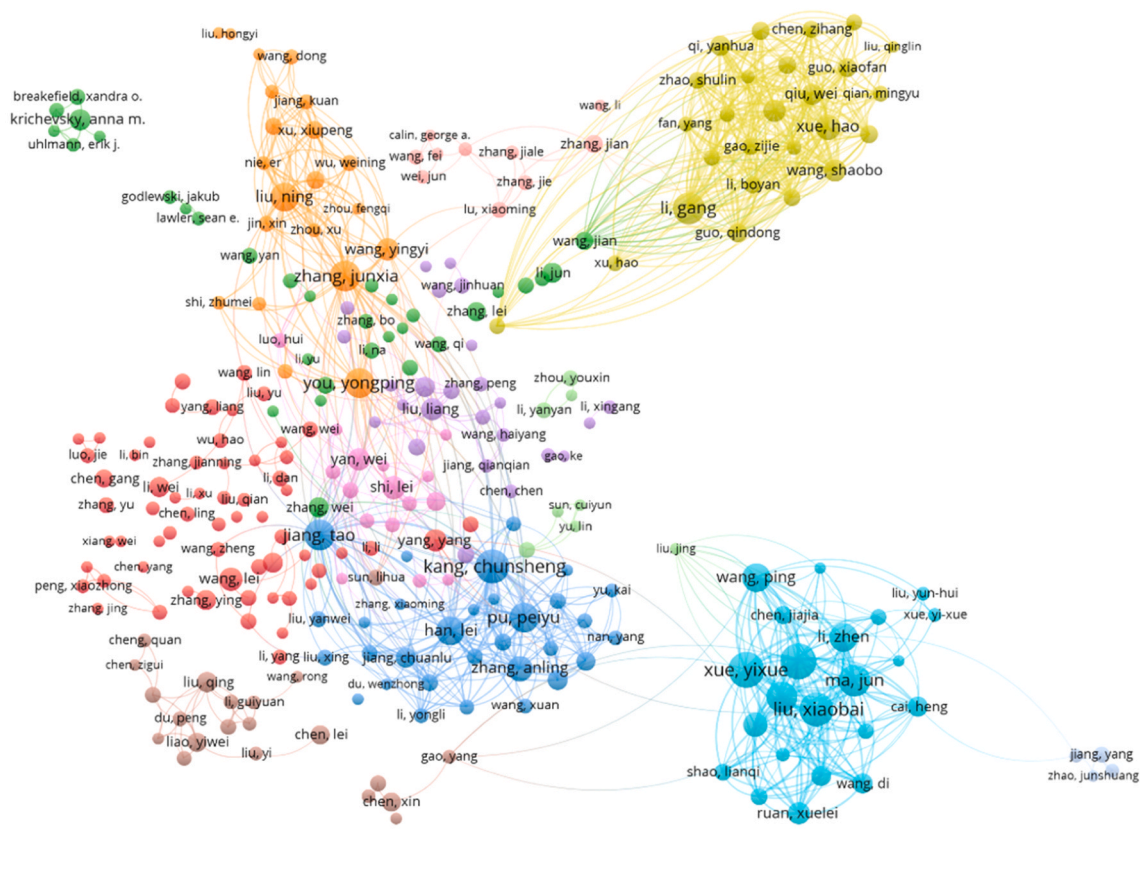 liu, hongyi
wang, dong
jiang, kuan
xu, xiupeng
nie, er
wu, weining
liu, ning
zhou, fengqi
jin, xin
zhou, xu
wang, yingyi
zhang, junxia
wang, yan
shi, zhumei
breakefield, xandra o.
krichevsky, anna m.
uhlmann, erik j.
godlewski, jakub
lawler, sean e.
calin, george a.
wang, fei
wei, jun
zhang, jiale
zhang, jie
lu, xiaoming
wang, li
zhang, jian
chen, zihang
qi, yanhua
liu, qinglin
guo, xiaofan
zhao, shulin
qiu, wei
qian, mingyu
fan, yang
xue, hao
gao, zijie
wang, shaobo
li, boyan
li, gang
guo, qindong
wang, jian
xu, hao
li, jun
wang, jinhuan
zhang, lei
zhang, bo
luo, hui
li, na
wang, qi
li, yu
wang, lin
you, yongping
zhang, peng
zhou, youxin
liu, yu
yang, liang
liu, liang
li, yanyan
li, xingang
wang, wei
wang, haiyang
wu, hao
luo, jie
li, bin
zhang, jianning
yan, wei
jiang, qianqian
gao, ke
chen, gang
li, wei
li, dan
shi, lei
chen, chen
li, xu
liu, qian
zhang, yu
chen, ling
zhang, wei
sun, cuiyun
yu, lin
jiang, tao
xiang, wei
wang, zheng
li, li
yang, yang
liu, jing
chen, yang
kang, chunsheng
peng, xiaozhong
wang, lei
sun, lihua
wang, ping
zhang, ying
zhang, jing
zhang, xiaoming
yu, kai
liu, yun-hui
liu, yanwei
pu, peiyu
chen, jiajia
xue, yi-xue
han, lei
nan, yang
li, zhen
cheng, quan
li, yang
liu, xing
jiang, chuanlu
zhang, anling
xue, yixue
chen, zigui
wang, rong
ma, jun
liu, qing
du, wenzhong
li, guiyuan
wang, xuan
liu, xiaobai
cai, heng
du, peng
li, yongli
liao, yiwei
chen, lei
liu, yi
gao, yang
jiang, yang
shao, lianqi
zhao, junshuang
wang, di
chen, xin
ruan, xuelei